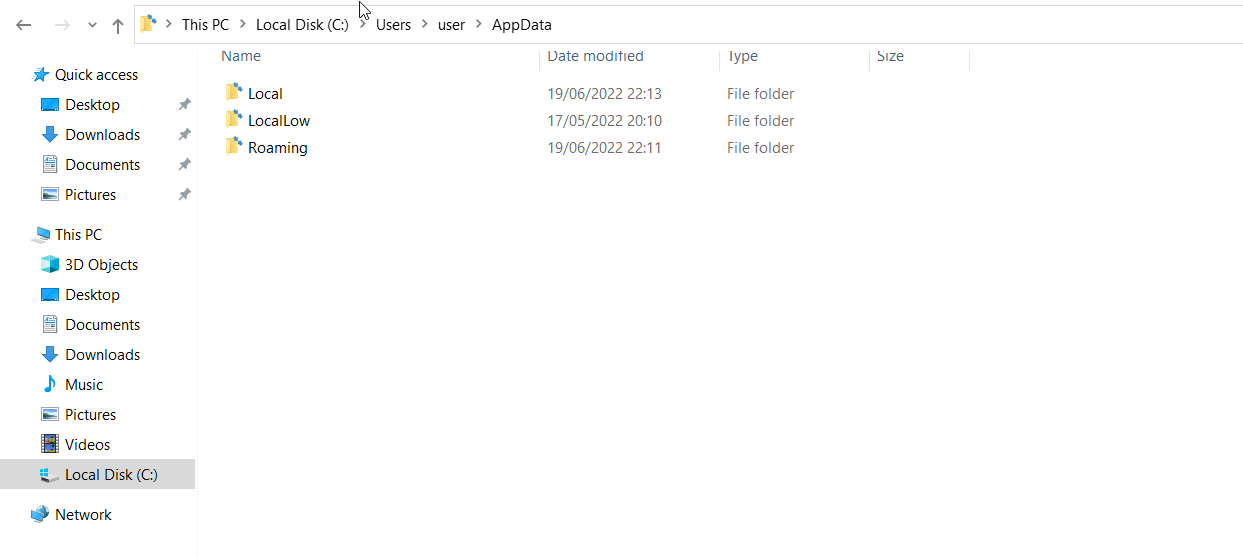 This PC > Local Disk (C:) > Users > user > AppData
Name Date modified Type Size
Local 19/06/2022 22:13 File folder
LocalLow 17/05/2022 20:10 File folder
Roaming 19/06/2022 22:11 File folder
Quick access
Desktop
Downloads
Documents
Pictures
This PC
3D Objects
Desktop
Documents
Downloads
Music
Pictures
Videos
Local Disk (C:)
Network